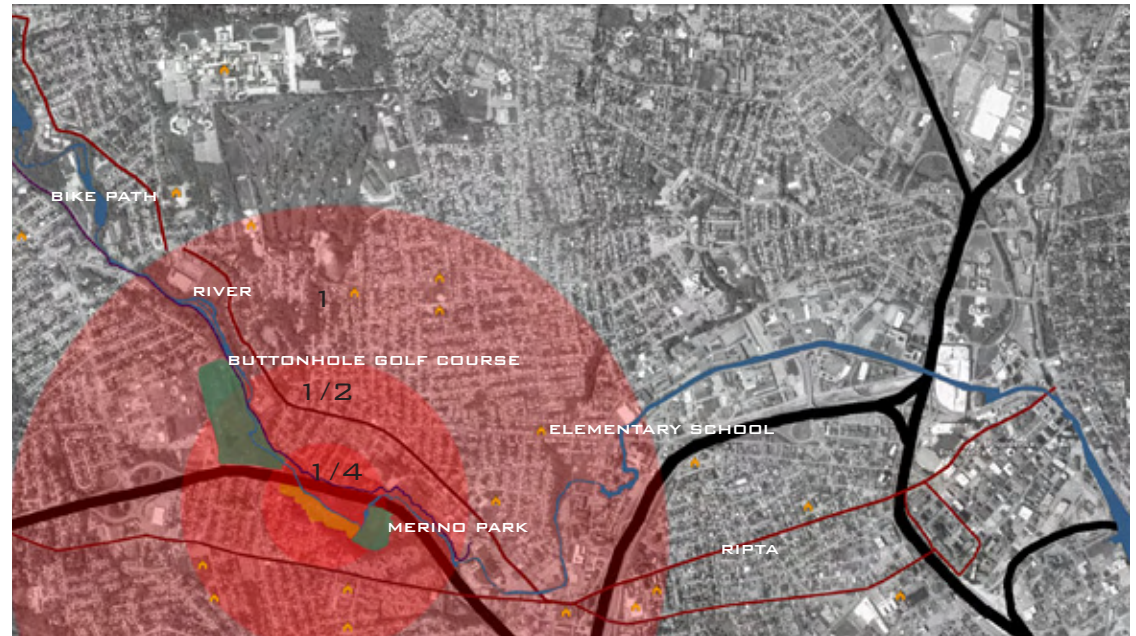 BIKE PATH
RIVER
1
BUTTONHOLE GOLF COURSE
1/2
ELEMENTARY SCHOOL
1/4
MERINO PARK
RIPTA